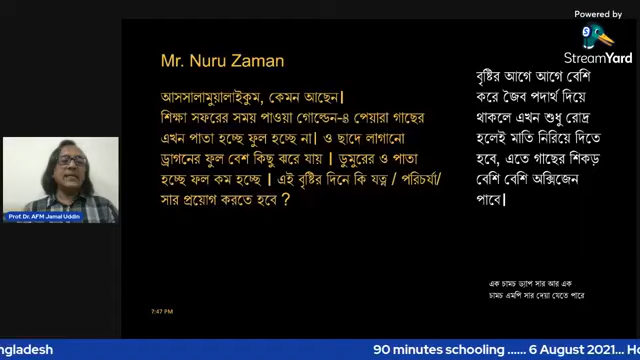 Powered by
StreamYard
Mr. Nuru Zaman
আসসালামুয়ালাইকুম, কেমন আছেন|
শিক্ষা সফরের সময় পাওয়া গোল্ডেন-৪ পেয়ারা গাছের
এখন পাতা হচ্ছে ফুল হচ্ছে না| ও ছাদে লাগানো
ড্রাগনের ফুল বেশ কিছু ঝরে যায় | ডুমুরের ও পাতা
হচ্ছে ফল কম হচ্ছে | এই বৃষ্টির দিনে কি যত্ন / পরিচর্যা/
সার প্রয়োগ করতে হবে ?
বৃষ্টির আগে আগে বেশি
করে জৈব পদার্থ দিয়ে
থাকলে এখন শুধু রোদ্র
হলেই মাতি নিরিয়ে দিতে
হবে, এতে গাছের শিকড়
বেশি বেশি অক্সিজেন
পাবে|
এক চামচ ড্যাপ সার আর এক
চামচ এমপি সার দেয়া যেতে পারে
Prof.Dr. AFM Jamal Uddin
7:47 PM
ngladesh 90 minutes schooling ...... 6 August 2021... Ho